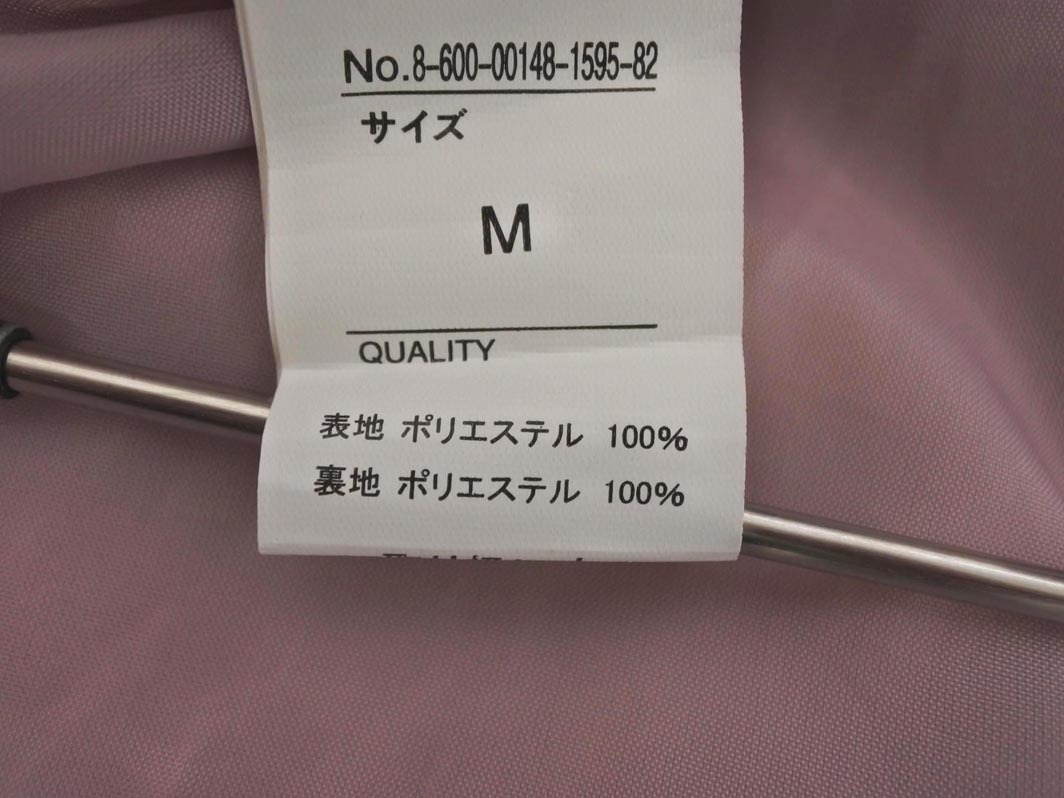 No.8-600-00148-1595-82
サイズ
M
QUALITY
表地 ポリエステル 100%
裏地 ポリエステル 100%